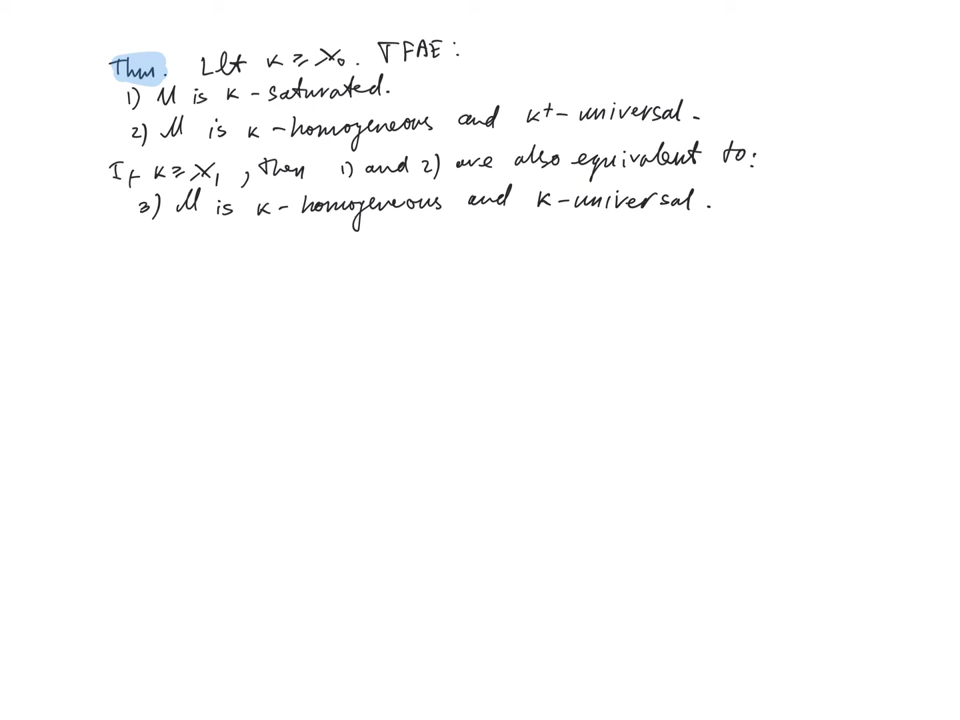 Thm. Let κ ≥ ℵ₀. TFAE:
1) M is κ-saturated.
2) M is κ-homogeneous and κ⁺-universal.
If κ ≥ ℵ₁, then 1) and 2) are also equivalent to:
3) M is κ-homogeneous and κ-universal.